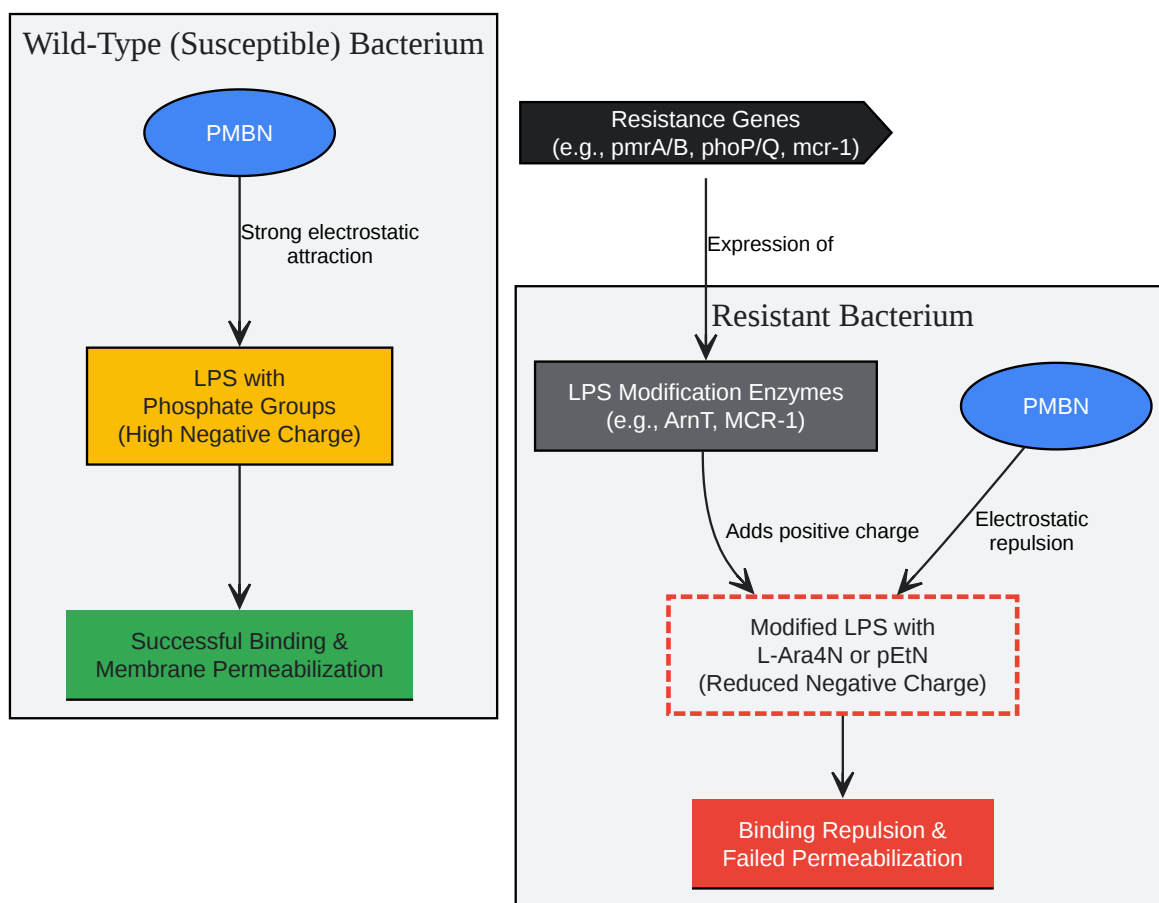 Wild-Type (Susceptible) Bacterium
PMBN
Strong electrostatic
attraction
LPS with
Phosphate Groups
(High Negative Charge)
Successful Binding &
Membrane Permeabilization
Resistance Genes
(e.g., pmrA/B, phoP/Q, mcr-1)
Expression of
Resistant Bacterium
LPS Modification Enzymes
(e.g., ArnT, MCR-1)
PMBN
Adds positive charge
Electrostatic
repulsion
Modified LPS with
L-Ara4N or pEtN
(Reduced Negative Charge)
Binding Repulsion &
Failed Permeabilization